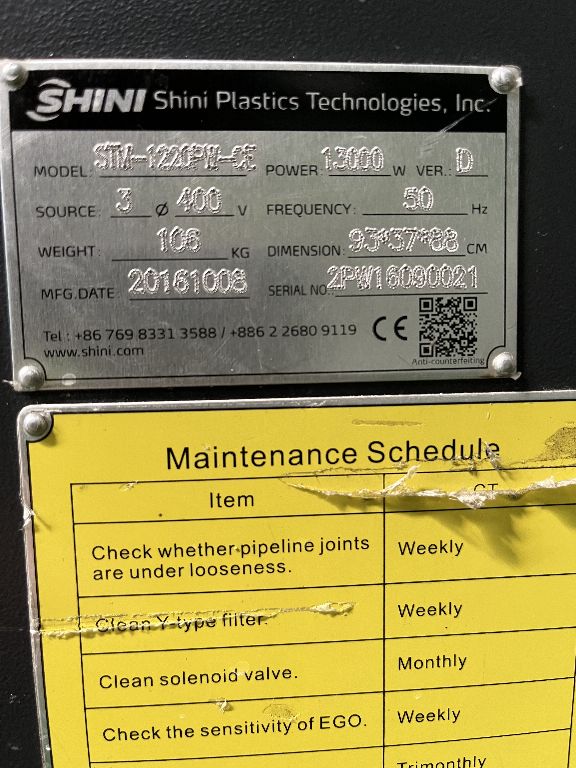 SHINI Shini Plastics Technologies, Inc.
MODEL: STM-1220PW-CE POWER: 13000 W VER.: D
SOURCE: 3 Ø 400 V FREQUENCY: 50 Hz
WEIGHT: 106 KG DIMENSION: 93*37*88 CM
MFG.DATE: 20161008 SERIAL NO.: 2PW16090021
Tel : +86 769 8331 3588 / +886 2 2680 9119 CE
www.shini.com
Anti-counterfeiting
Maintenance Schedule
Item CT
Check whether pipeline joints
are under looseness.
Weekly
Clean Y-type filter. Weekly
Clean solenoid valve. Monthly
Check the sensitivity of EGO. Weekly
Trimonthly